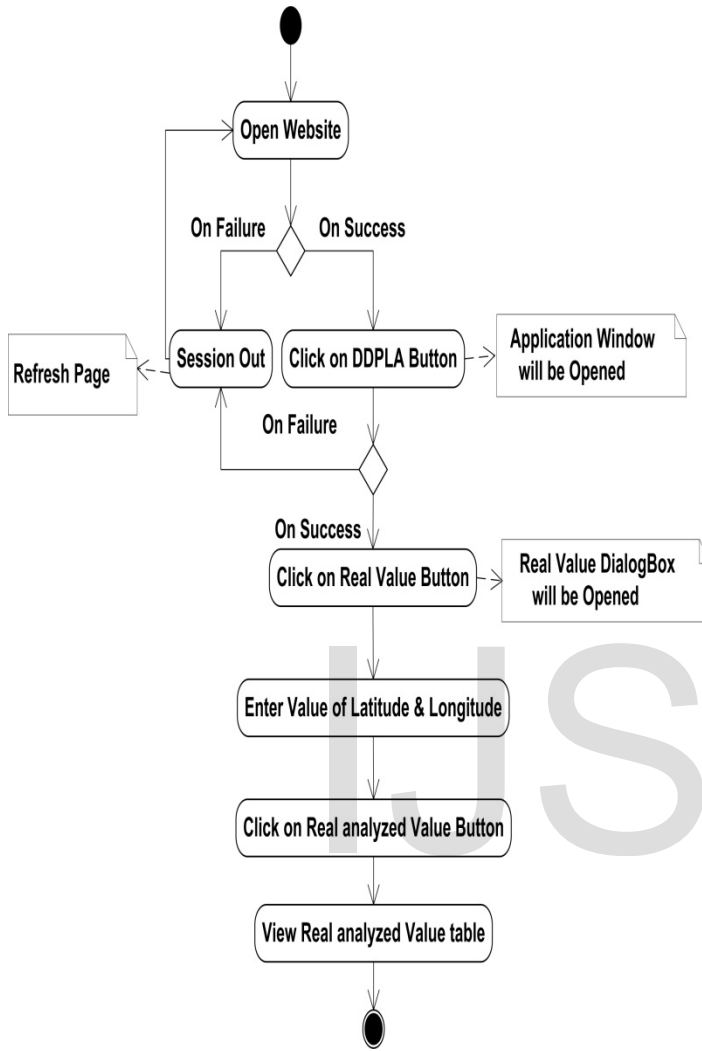 Open Website
On Failure
On Success
Session Out
Click on DDPLA Button
Application Window
will be Opened
Refresh Page
On Failure
On Success
Click on Real Value Button
Real Value DialogBox
will be Opened
Enter Value of Latitude & Longitude
Click on Real analyzed Value Button
View Real analyzed Value table
IJS